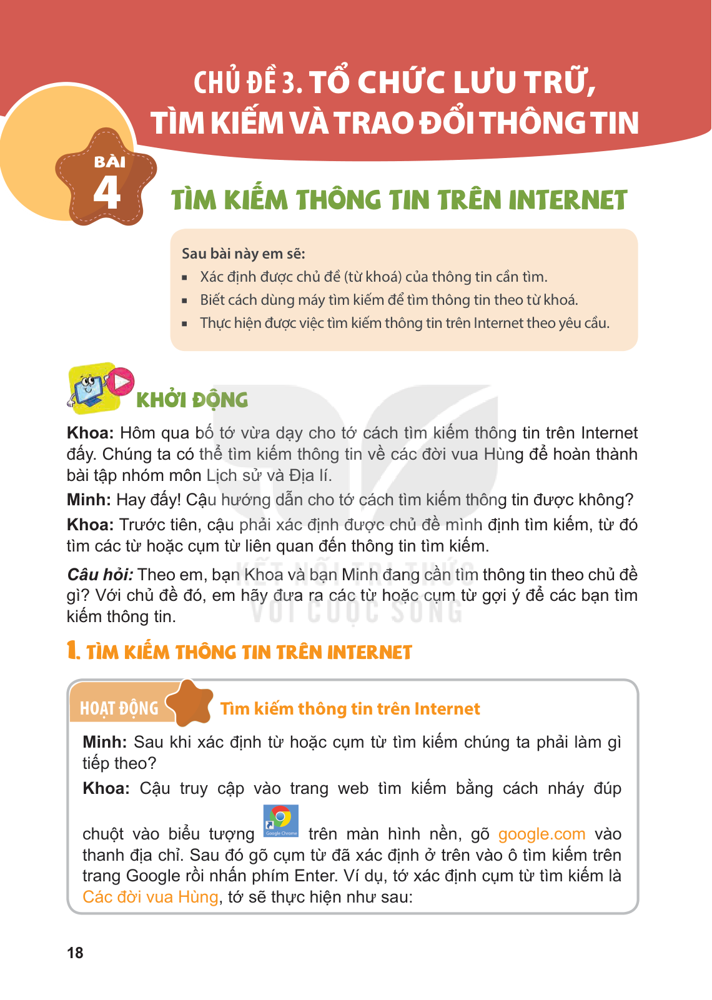 CHỦ ĐỀ 3. TỔ CHỨC LƯU TRỮ,
TÌM KIẾM VÀ TRAO ĐỔI THÔNG TIN
BÀI
4
TÌM KIẾM THÔNG TIN TRÊN INTERNET
Sau bài này em sẽ:
▪ Xác định được chủ đề (từ khoá) của thông tin cần tìm.
▪ Biết cách dùng máy tìm kiếm để tìm thông tin theo từ khoá.
▪ Thực hiện được việc tìm kiếm thông tin trên Internet theo yêu cầu.
KHỞI ĐỘNG
Khoa: Hôm qua bố tớ vừa dạy cho tớ cách tìm kiếm thông tin trên Internet
đấy. Chúng ta có thể tìm kiếm thông tin về các đời vua Hùng để hoàn thành
bài tập nhóm môn Lịch sử và Địa lí.
Minh: Hay đấy! Cậu hướng dẫn cho tớ cách tìm kiếm thông tin được không?
Khoa: Trước tiên, cậu phải xác định được chủ đề mình định tìm kiếm, từ đó
tìm các từ hoặc cụm từ liên quan đến thông tin tìm kiếm.
Câu hỏi: Theo em, bạn Khoa và bạn Minh đang cần tìm thông tin theo chủ đề
gì? Với chủ đề đó, em hãy đưa ra các từ hoặc cụm từ gợi ý để các bạn tìm
kiếm thông tin.
KẾT NỐI TRI THỨC
VỚI CUỘC SỐNG
1. TÌM KIẾM THÔNG TIN TRÊN INTERNET
HOẠT ĐỘNG
Tìm kiếm thông tin trên Internet
Minh: Sau khi xác định từ hoặc cụm từ tìm kiếm chúng ta phải làm gì
tiếp theo?
Khoa: Cậu truy cập vào trang web tìm kiếm bằng cách nháy đúp
chuột vào biểu tượng Google Chrome trên màn hình nền, gõ google.com vào
thanh địa chỉ. Sau đó gõ cụm từ đã xác định ở trên vào ô tìm kiếm trên
trang Google rồi nhấn phím Enter. Ví dụ, tớ xác định cụm từ tìm kiếm là
Các đời vua Hùng, tớ sẽ thực hiện như sau:
18